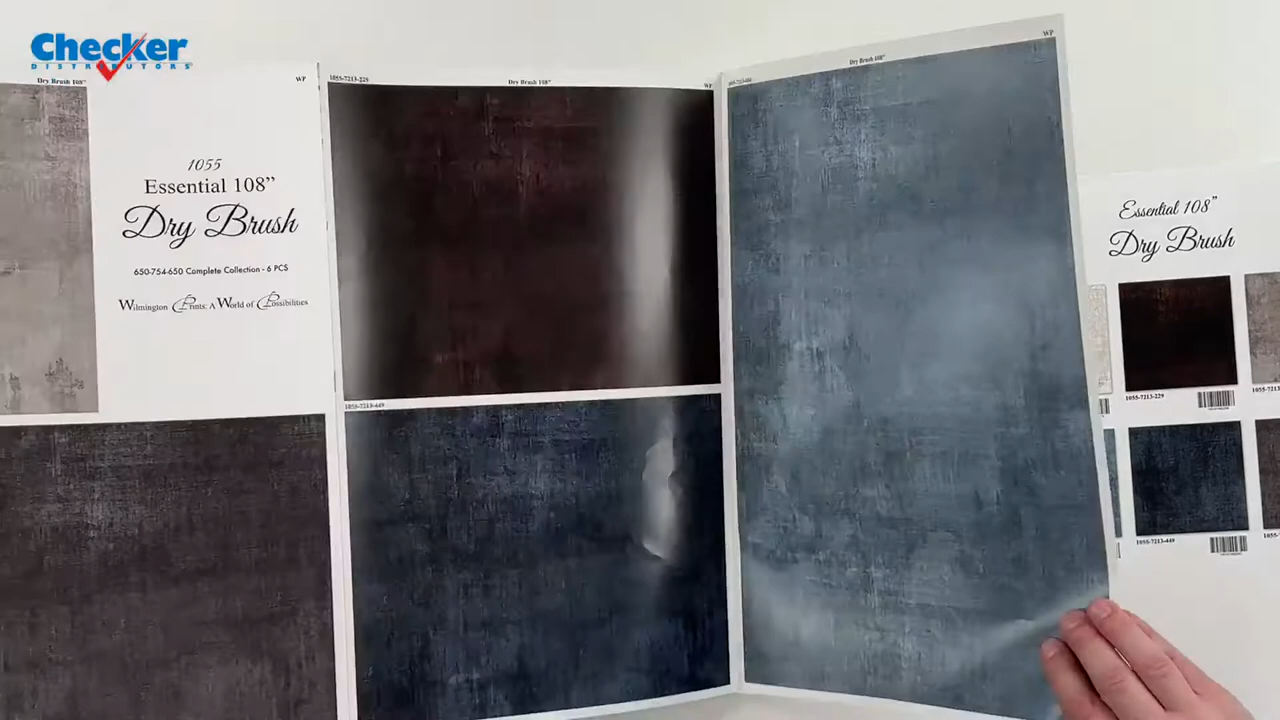 Checker
DISTRIBUTORS
Dry Brush 108"
WP
1055
Essential 108”
Dry Brush
650-754-650 Complete Collection - 6 PCS
Wilmington Prints: A World of Possibilities
1055-7213-229
Dry Brush 108"
WP
1055-7213-449
Dry Brush 108"
WP
Essential 108”
Dry Brush
1055-7213-229
1055-7213-449